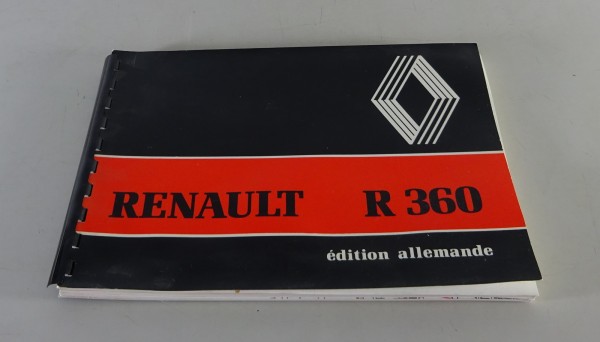 RENAULT R 360
édition allemande